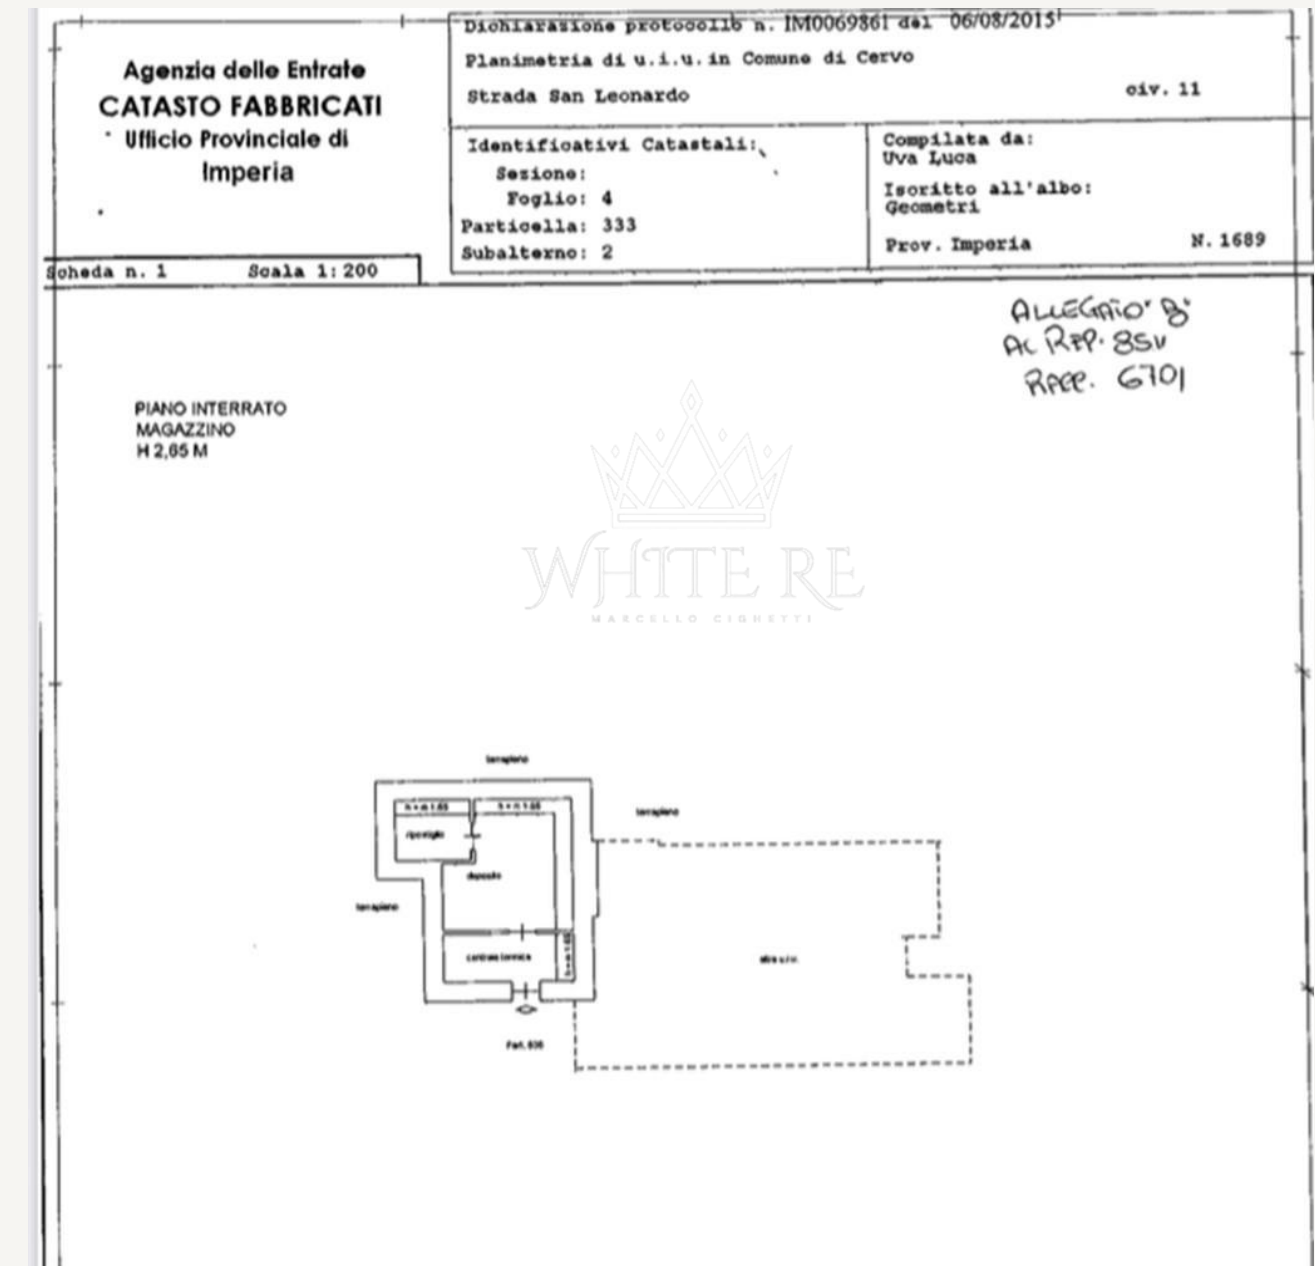 Dichiarazione protocollo n. IM0069861 del 06/08/2015
Planimetria di u.i.u. in Comune di Cervo
Strada San Leonardo civ. 11
Agenzia delle Entrate
CATASTO FABBRICATI
Ufficio Provinciale di
Imperia
Identificativi Catastali:
Sezione:
Foglio: 4
Particella: 333
Subalterno: 2
Compilata da:
Uva Luca
Isoritto all'albo:
Geometri
Prov. Imperia N. 1689
Scheda n. 1 Scala 1:200
ALLEGATO "B"
AL REP.
RACC. 6701
PIANO INTERRATO
MAGAZZINO
H 2,65 M
WHITE RE
MARCELLO CIGHETTI
terrapieno
terrapieno
ripostiglio
deposito
terrapieno
centrale termica
altra u.i.u.